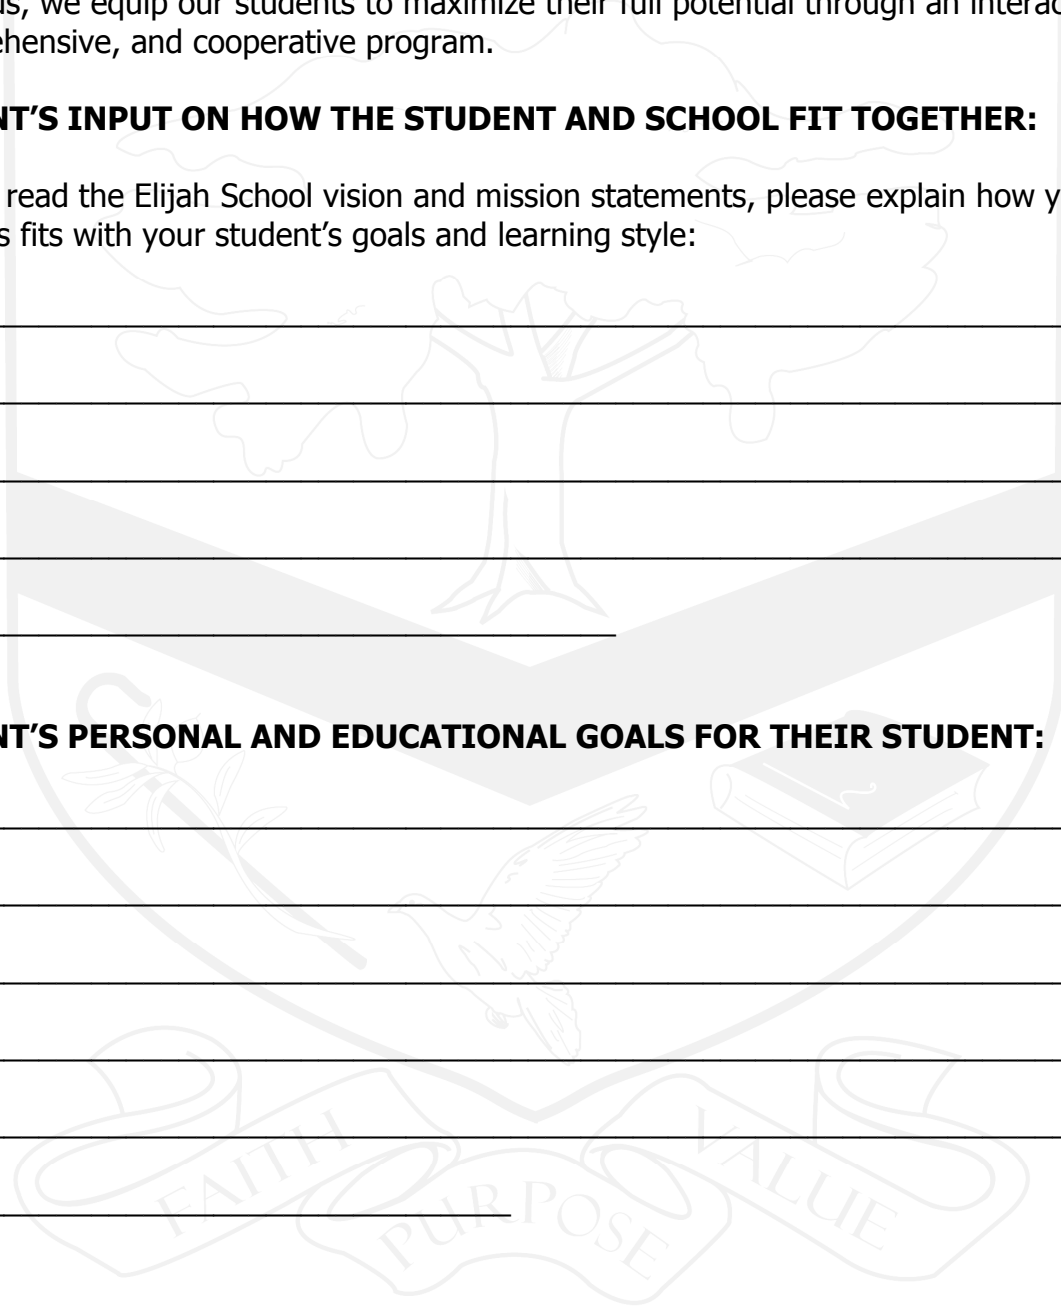 us, we equip our students to maximize their full potential through an interac
ehensive, and cooperative program.
NT’S INPUT ON HOW THE STUDENT AND SCHOOL FIT TOGETHER:
read the Elijah School vision and mission statements, please explain how y
s fits with your student’s goals and learning style:
NT’S PERSONAL AND EDUCATIONAL GOALS FOR THEIR STUDENT:
FAITH
PURPOSE
VALUE